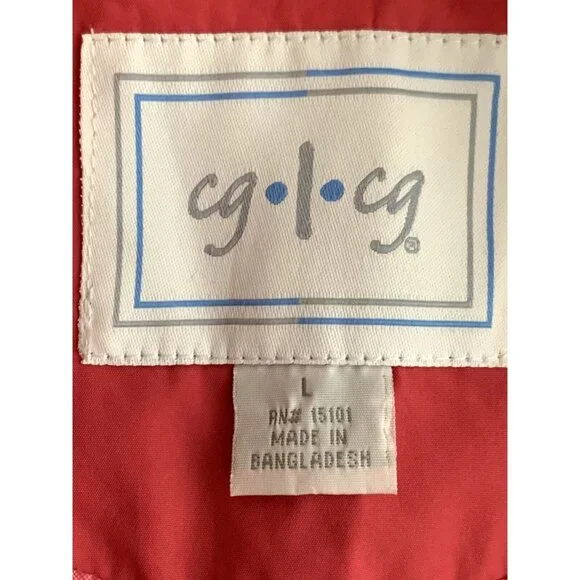 cg•l•cg®
L
RN# 15101
MADE IN
BANGLADESH